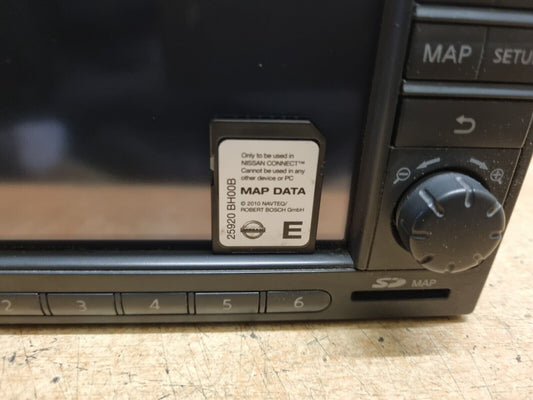 MAP
SETU
Only to be used in
NISSAN CONNECT™
Cannot be used in any
other device or PC
MAP DATA
© 2010 NAVTEQ/
ROBERT BOSCH GmbH
NISSAN
E
25920 BH00B
2
3
4
5
6
SD MAP